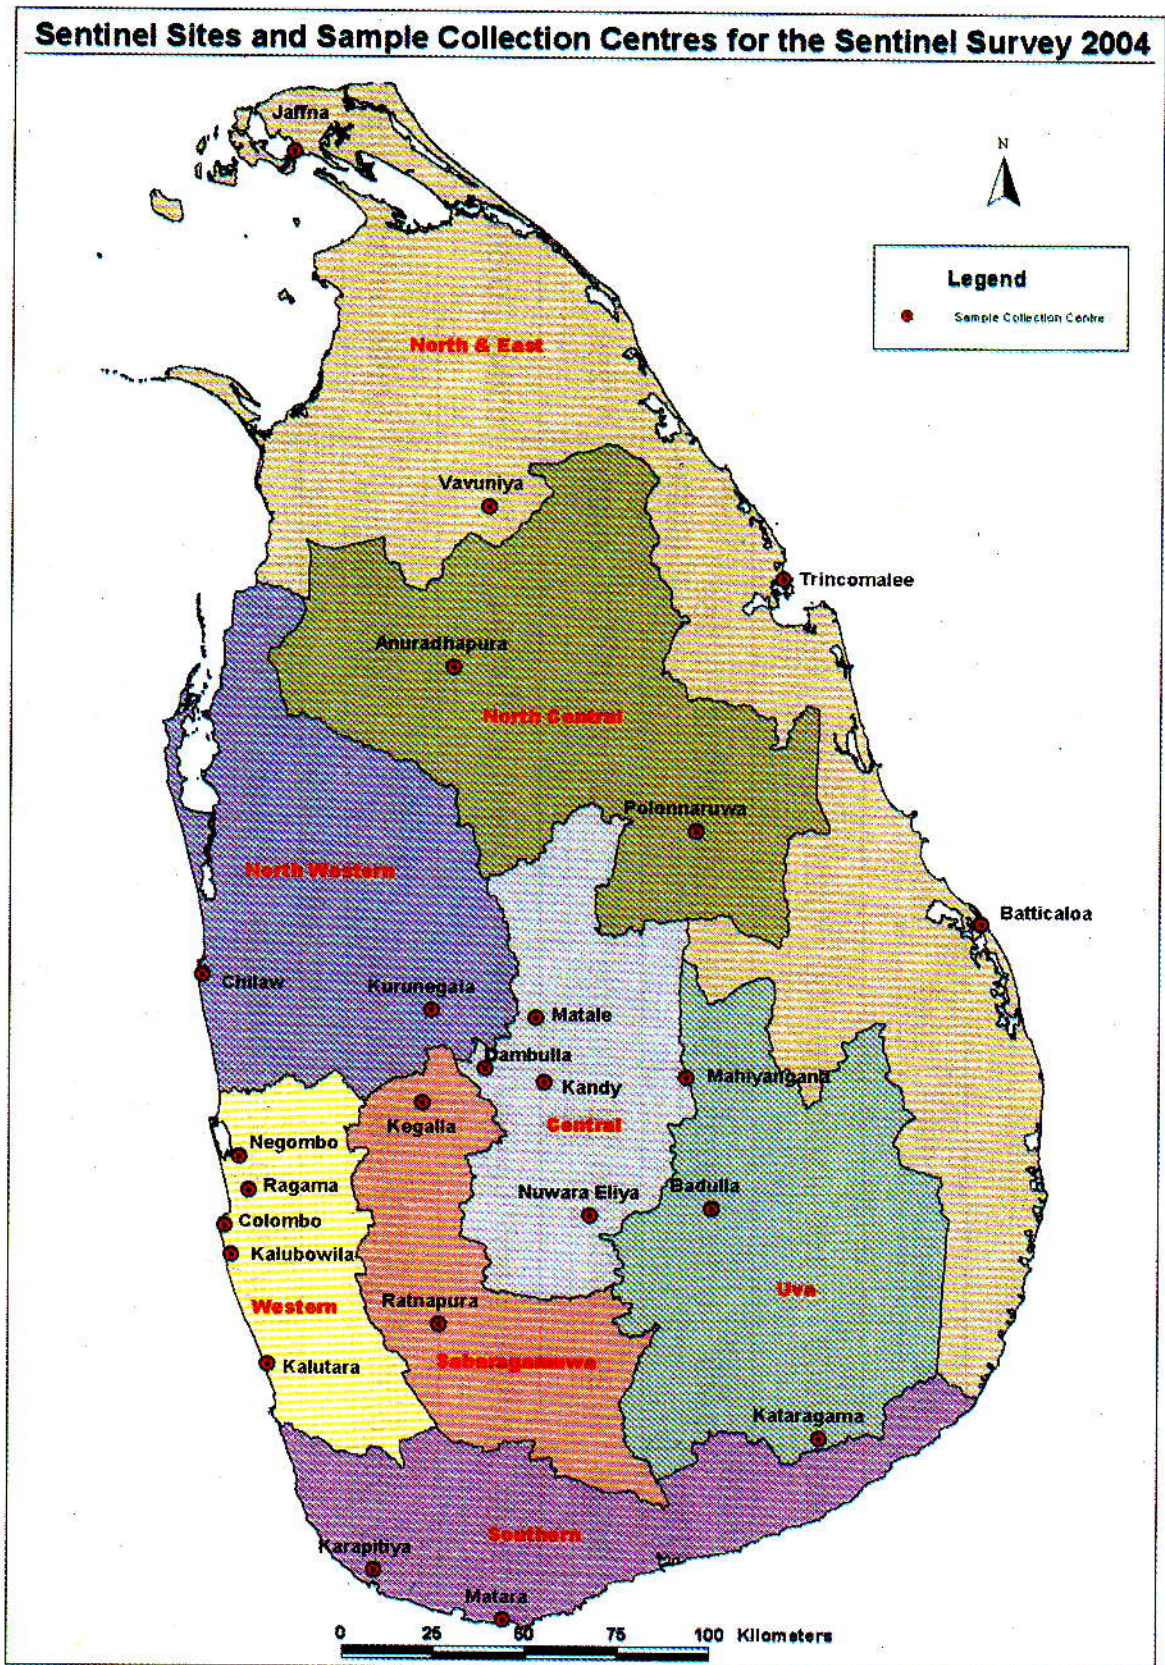 Sentinel Sites and Sample Collection Centres for the Sentinel Survey 2004
Jaffna
N
Legend
Sample Collection Centre
North & East
Vavuniya
Trincomalee
Anuradhapura
North Central
Polonnaruwa
North Western
Batticaloa
Chilaw
Kurunegala
Matale
Dambulla
Kandy
Mahiyangana
Kegalla
Central
Negombo
Ragama
Nuwara Eliya
Badulla
Colombo
Kalubowila
Uva
Western
Ratnapura
Sabaragamuwa
Kalutara
Kataragama
Southern
Karapitiya
Matara
0 25 50 75 100 Kilometers